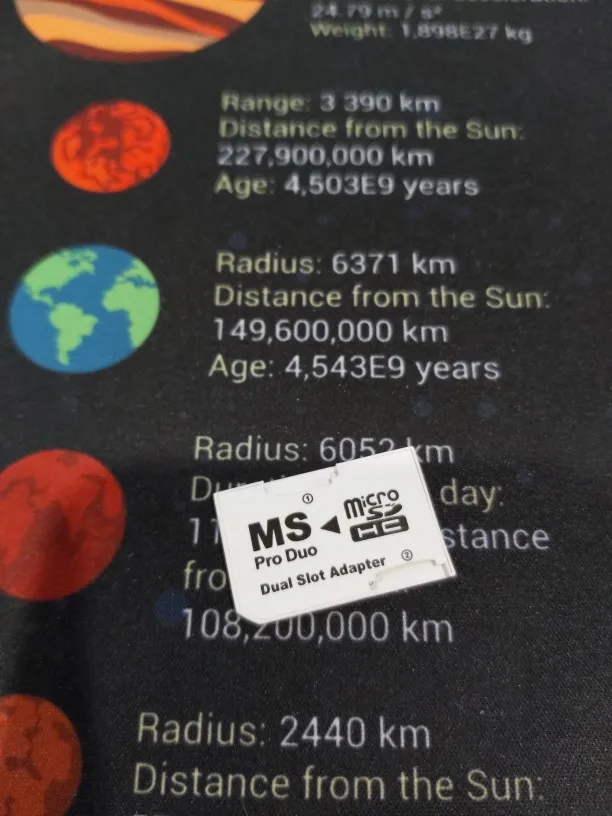 24.79 m / s²
Weight: 1,898E27 kg
Range: 3 390 km
Distance from the Sun:
227,900,000 km
Age: 4,503E9 years
Radius: 6371 km
Distance from the Sun:
149,600,000 km
Age: 4,543E9 years
Radius: 6052 km
day:
11
stance
fro
108,200,000 km
①
MS ◄ Micro SD HC
Pro Duo
Dual Slot Adapter ②
Radius: 2440 km
Distance from the Sun: